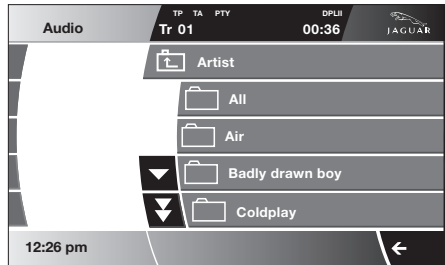 Audio
TP TA PTY DPLII
Tr 01 00:36
JAGUAR
Artist
All
Air
Badly drawn boy
Coldplay
12:26 pm